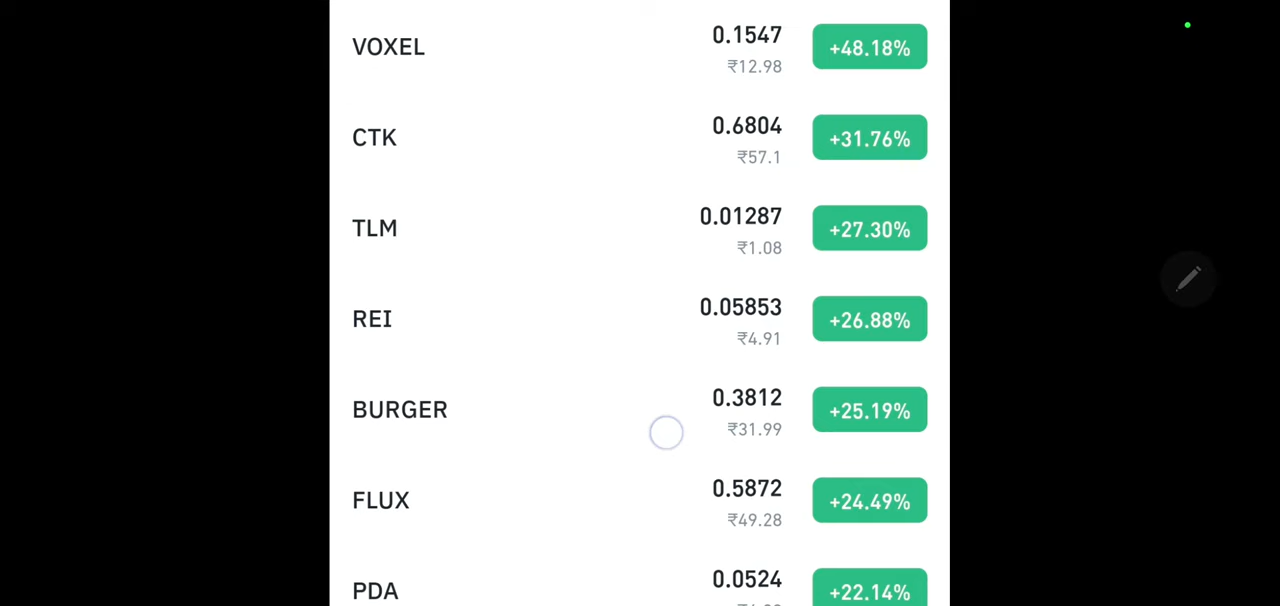 VOXEL 0.1547 +48.18%
₹12.98
CTK 0.6804 +31.76%
₹57.1
TLM 0.01287 +27.30%
₹1.08
REI 0.05853 +26.88%
₹4.91
BURGER 0.3812 +25.19%
₹31.99
FLUX 0.5872 +24.49%
₹49.28
PDA 0.0524 +22.14%